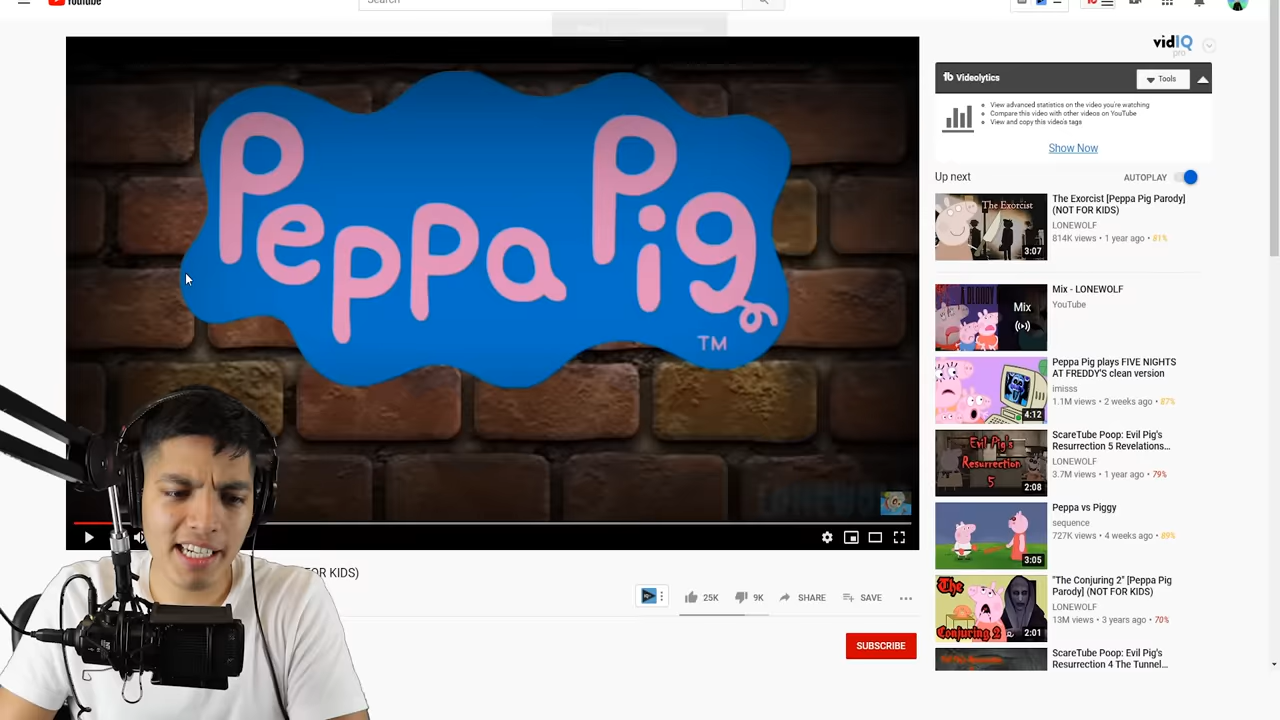 YouTube
Search
Peppa Pig
TM
FOR KIDS)
25K
9K
SHARE
SAVE
SUBSCRIBE
vidIQ
pro
Videolytics
Tools
View advanced statistics on the video you're watching
Compare this video with other videos on YouTube
View and copy this video's tags
Show Now
Up next
AUTOPLAY
The Exorcist
3:07
The Exorcist [Peppa Pig Parody]
(NOT FOR KIDS)
LONEWOLF
814K views • 1 year ago • 81%
Mix
Mix - LONEWOLF
YouTube
4:12
Peppa Pig plays FIVE NIGHTS
AT FREDDY'S clean version
imisss
1.1M views • 2 weeks ago • 87%
Evil Pig's
Resurrection
5
2:08
ScareTube Poop: Evil Pig's
Resurrection 5 Revelations...
LONEWOLF
3.7M views • 1 year ago • 79%
3:05
Peppa vs Piggy
sequence
727K views • 4 weeks ago • 89%
The
Conjuring 2
2:01
"The Conjuring 2" [Peppa Pig
Parody] (NOT FOR KIDS)
LONEWOLF
13M views • 3 years ago • 70%
ScareTube Poop: Evil Pig's
Resurrection 4 The Tunnel...